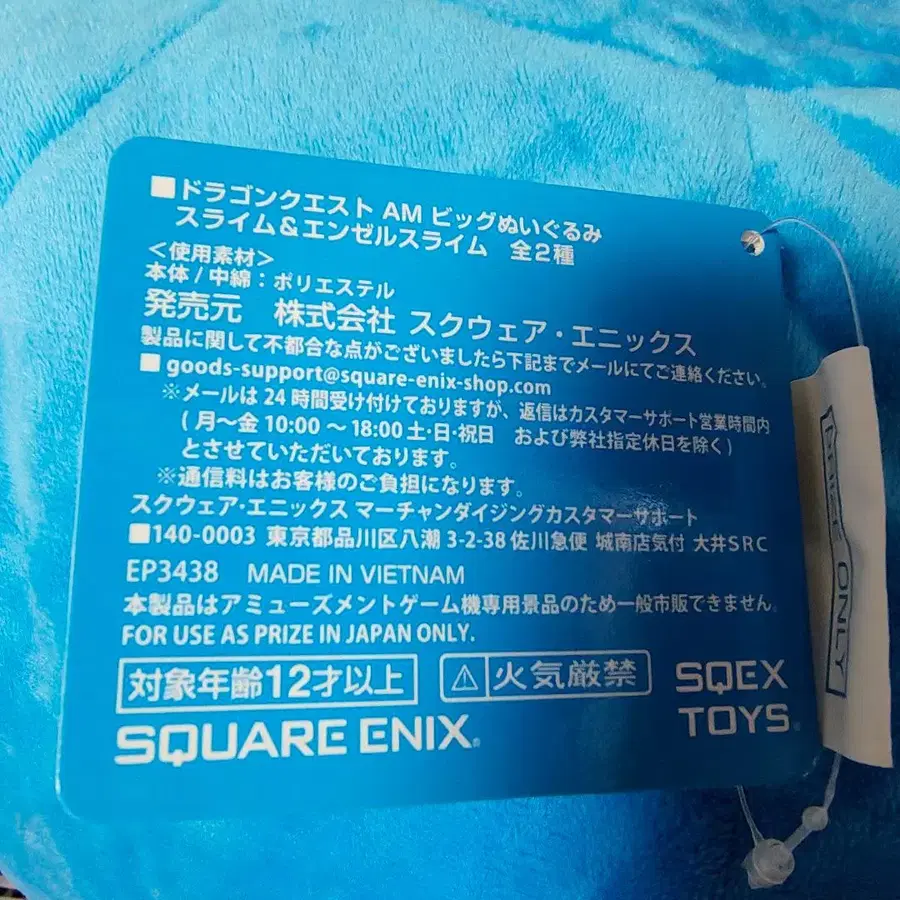 ■ドラゴンクエスト AM ビッグぬいぐるみ
スライム＆エンゼルスライム 全2種
＜使用素材＞
本体 / 中綿：ポリエステル
発売元 株式会社 スクウェア・エニックス
製品に関して不都合な点がございましたら下記までメールにてご連絡ください。
■ goods-support@square-enix-shop.com
※メールは24時間受け付けておりますが、返信はカスタマーサポート営業時間内
( 月～金 10:00 ～ 18:00 土・日・祝日 および弊社指定休日を除く )
とさせていただいております。
※通信料はお客様のご負担になります。
スクウェア・エニックス マーチャンダイジングカスタマーサポート
■140-0003 東京都品川区八潮 3-2-38 佐川急便 城南店気付 大井SRC
EP3438 MADE IN VIETNAM
本製品はアミューズメントゲーム機専用景品のため一般市販できません。
FOR USE AS PRIZE IN JAPAN ONLY.
対象年齢12才以上
⚠ 火気厳禁
SQEX
TOYS®
SQUARE ENIX®
ONLY